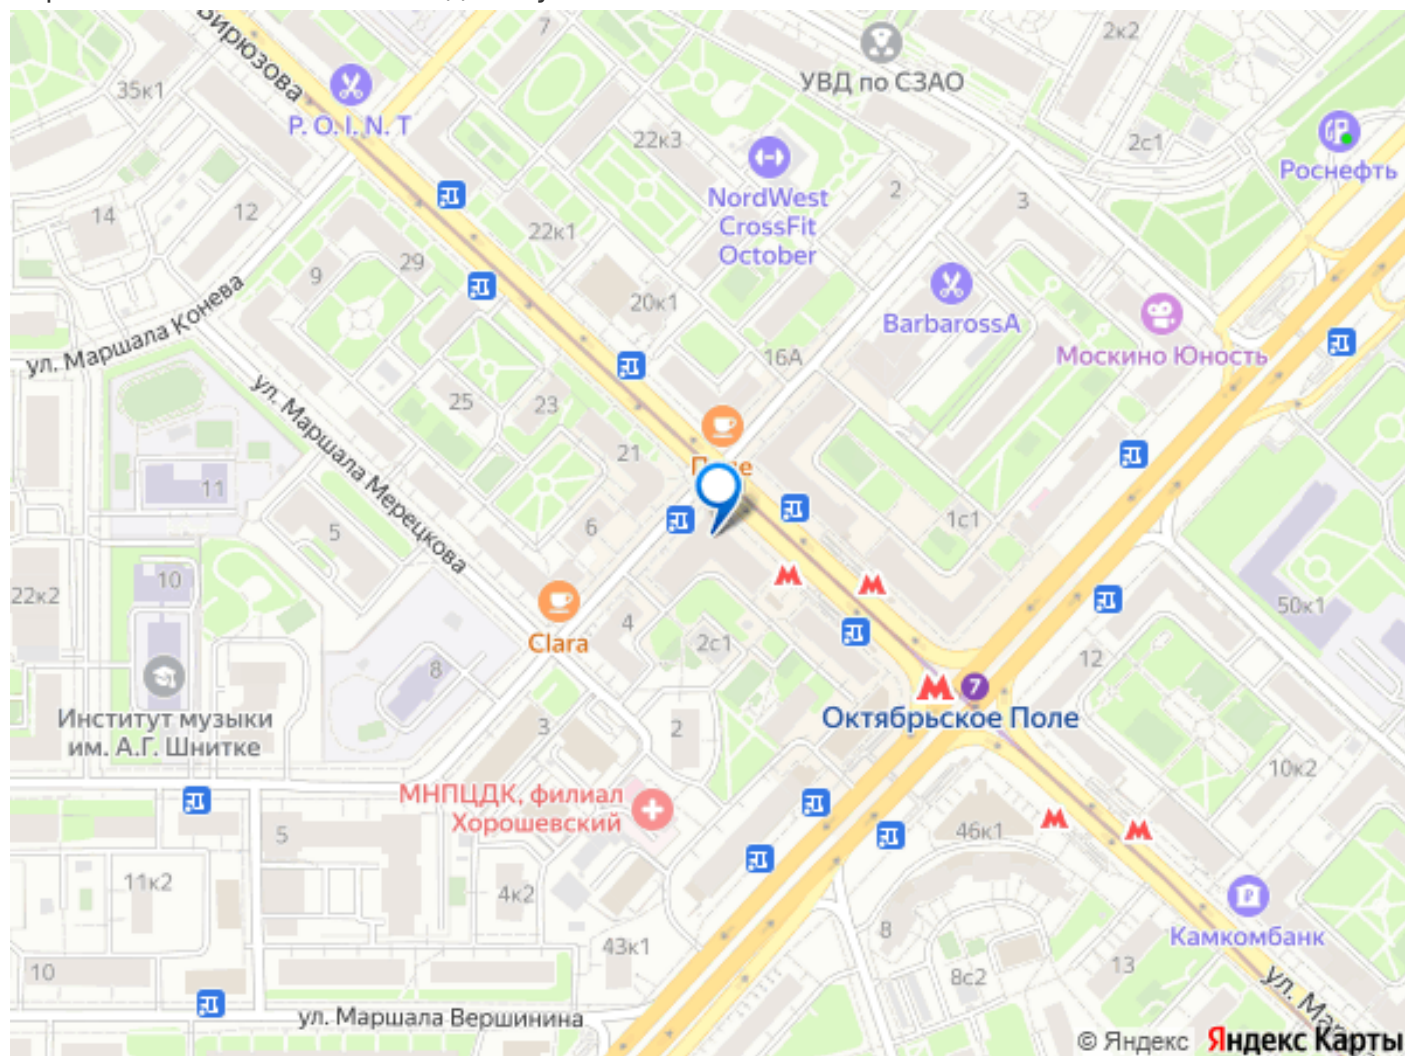 Бирюзова
7
2к2
УВД по СЗАО
35к1
P. O. I. N. T
22к3
2с1
Роснефть
NordWest
CrossFit
October
2
3
14
12
22к1
9
29
20к1
BarbarossA
ул. Маршала Конева
16А
Москино Юность
ул. Маршала Мерецкова
25
23
21
11
5
6
1с1
10
22к2
50к1
Clara
4
2с1
12
8
7
Октябрьское Поле
Институт музыки
им. А.Г. Шнитке
3
2
10к2
МНПЦДК, филиал
Хорошевский
5
46к1
11к2
4к2
Камкомбанк
8
43к1
13
10
8с2
ул. Мар
ул. Маршала Вершинина
© Яндекс Яндекс Карты